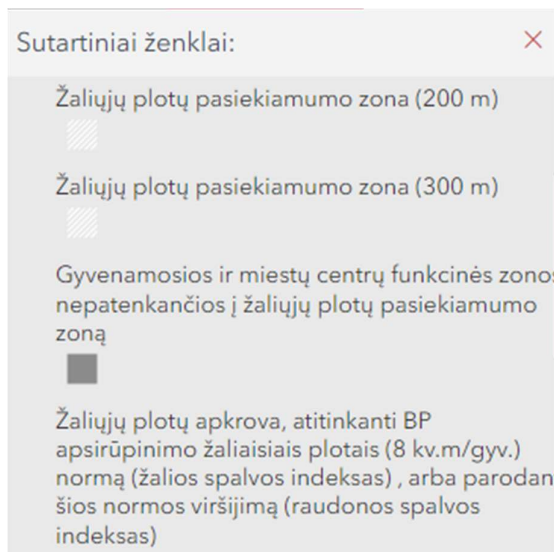 Sutartiniai ženklai:
Žaliųjų plotų pasiekiamumo zona (200 m)
Žaliųjų plotų pasiekiamumo zona (300 m)
Gyvenamosios ir miestų centrų funkcinės zonos
nepatenkančios į žaliųjų plotų pasiekiamumo
zoną
Žaliųjų plotų apkrova, atitinkanti BP
apsirūpinimo žaliaisiais plotais (8 kv.m/gyv.)
normą (žalios spalvos indeksas) , arba parodan
šios normos viršijimą (raudonos spalvos
indeksas)